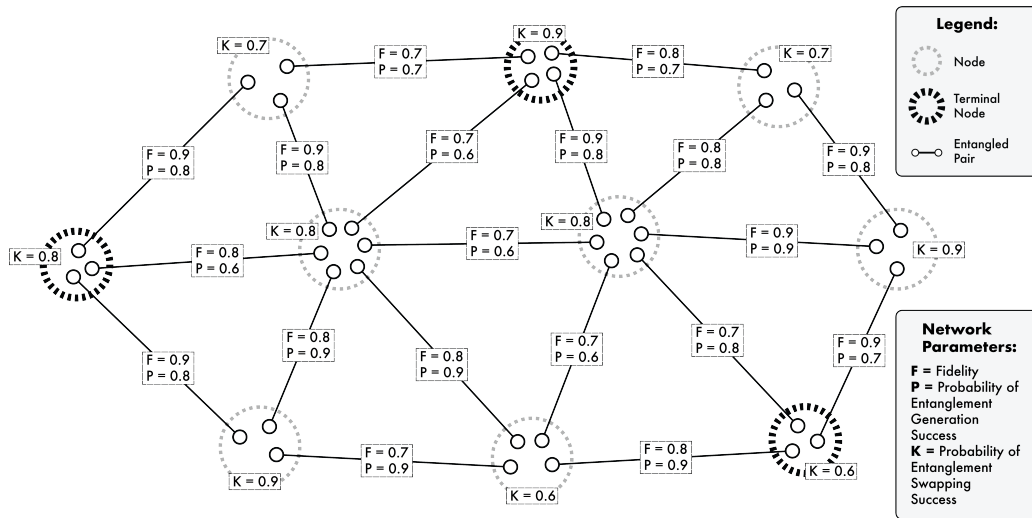 K = 0.9
K = 0.7
F = 0.7
P = 0.7
F = 0.8
P = 0.7
K = 0.7
F = 0.9
P = 0.8
F = 0.9
P = 0.8
F = 0.7
P = 0.6
F = 0.9
P = 0.8
F = 0.8
P = 0.8
F = 0.9
P = 0.8
K = 0.8
K = 0.8
K = 0.8
K = 0.9
F = 0.8
P = 0.6
F = 0.7
P = 0.6
F = 0.9
P = 0.9
F = 0.9
P = 0.8
F = 0.8
P = 0.9
F = 0.8
P = 0.9
F = 0.7
P = 0.6
F = 0.7
P = 0.8
F = 0.9
P = 0.7
F = 0.7
P = 0.9
F = 0.8
P = 0.9
K = 0.9
K = 0.6
K = 0.6
Legend:
Node
Terminal
Node
Entangled
Pair
Network
Parameters:
F = Fidelity
P = Probability of
Entanglement
Generation
Success
K = Probability of
Entanglement
Swapping
Success